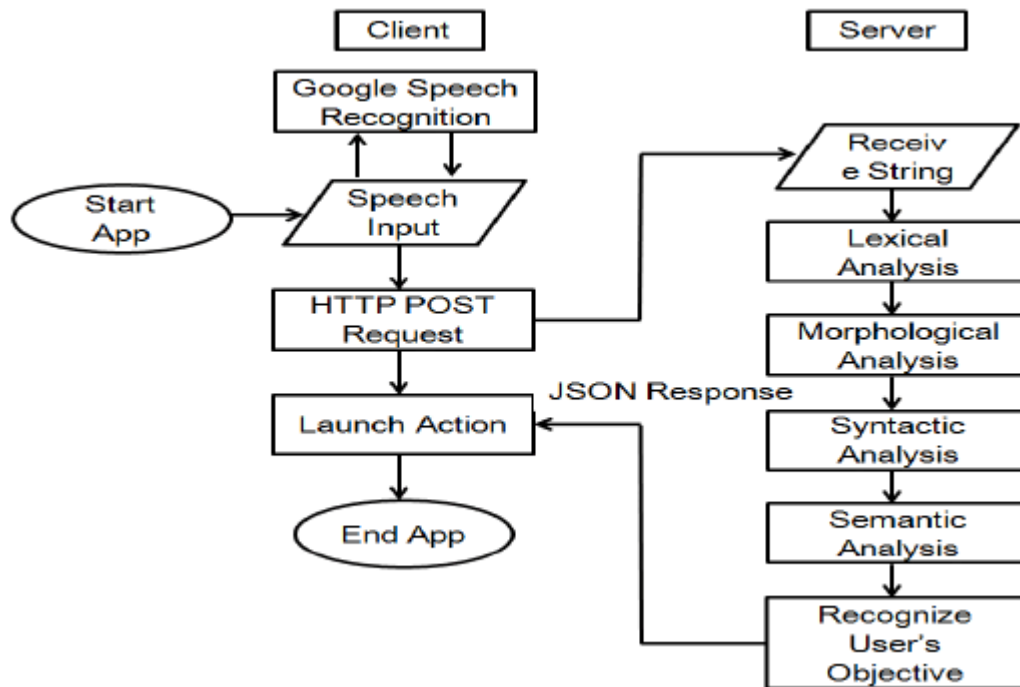 Client
Server
Google Speech
Recognition
Start
App
Speech
Input
HTTP POST
Request
Launch Action
End App
JSON Response
Receiv
e String
Lexical
Analysis
Morphological
Analysis
Syntactic
Analysis
Semantic
Analysis
Recognize
User's
Objective